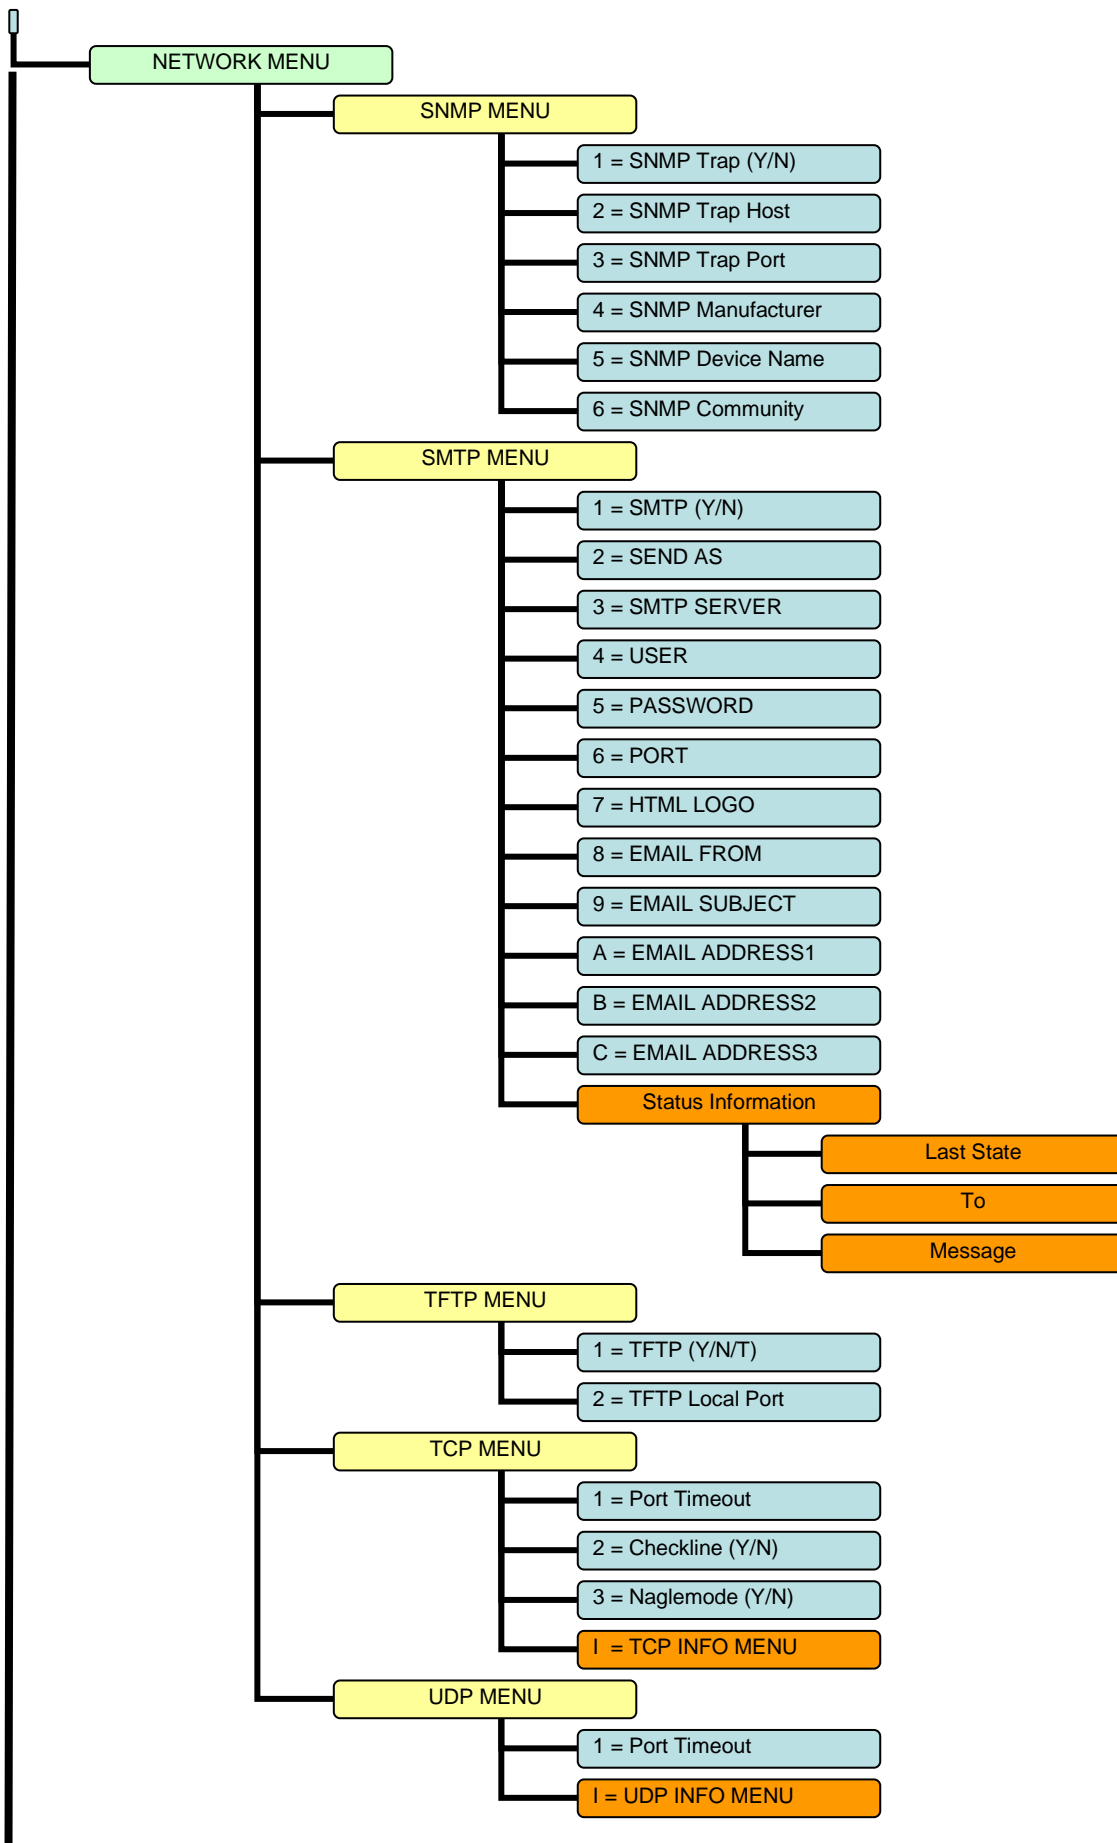 NETWORK MENU
SNMP MENU
1 = SNMP Trap (Y/N)
2 = SNMP Trap Host
3 = SNMP Trap Port
4 = SNMP Manufacturer
5 = SNMP Device Name
6 = SNMP Community
SMTP MENU
1 = SMTP (Y/N)
2 = SEND AS
3 = SMTP SERVER
4 = USER
5 = PASSWORD
6 = PORT
7 = HTML LOGO
8 = EMAIL FROM
9 = EMAIL SUBJECT
A = EMAIL ADDRESS1
B = EMAIL ADDRESS2
C = EMAIL ADDRESS3
Status Information
Last State
To
Message
TFTP MENU
1 = TFTP (Y/N/T)
2 = TFTP Local Port
TCP MENU
1 = Port Timeout
2 = Checkline (Y/N)
3 = Naglemode (Y/N)
I  = TCP INFO MENU
UDP MENU
1 = Port Timeout
I = UDP INFO MENU